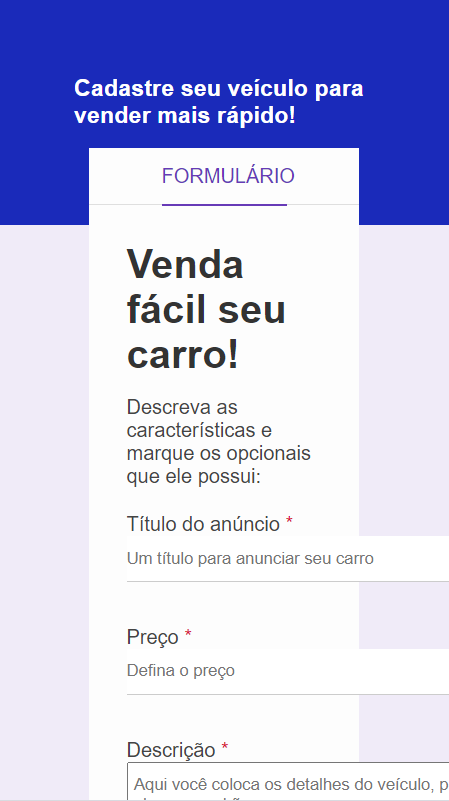 Cadastre seu veículo para
vender mais rápido!
FORMULÁRIO
Venda
fácil seu
carro!
Descreva as
características e
marque os opcionais
que ele possui:
Título do anúncio *
Um título para anunciar seu carro
Preço *
Defina o preço
Descrição *
Aqui você coloca os detalhes do veículo, p